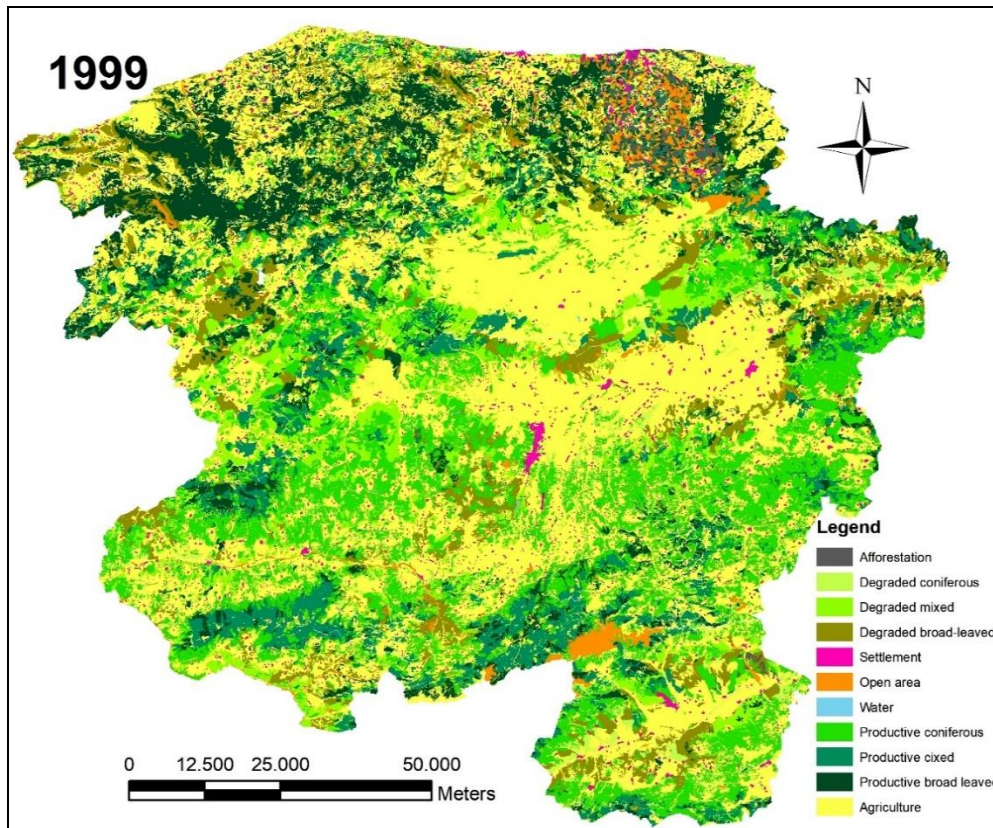 1999
N
Legend
Afforestation
Degraded coniferous
Degraded mixed
Degraded broad-leaved
Settlement
Open area
Water
Productive coniferous
Productive cixed
Productive broad leaved
Agriculture
0 12.500 25.000 50.000
Meters